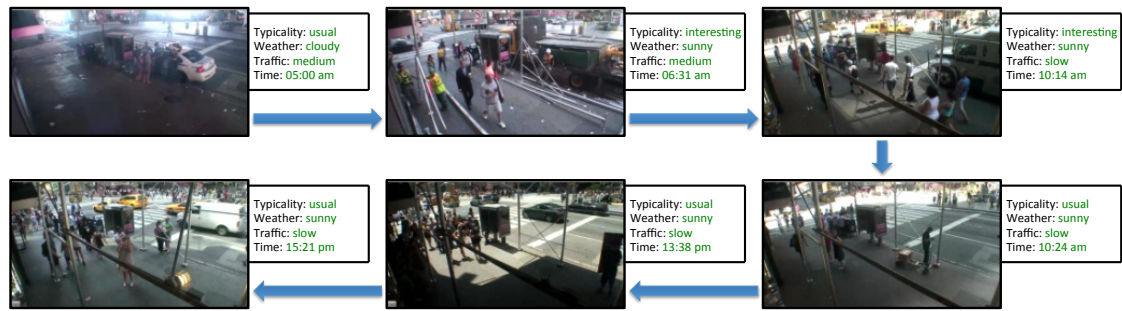 Typicality: usual
Weather: cloudy
Traffic: medium
Time: 05:00 am
Typicality: interesting
Weather: sunny
Traffic: medium
Time: 06:31 am
Typicality: interesting
Weather: sunny
Traffic: slow
Time: 10:14 am
Typicality: usual
Weather: sunny
Traffic: slow
Time: 10:24 am
Typicality: usual
Weather: sunny
Traffic: slow
Time: 13:38 pm
Typicality: usual
Weather: sunny
Traffic: slow
Time: 15:21 pm